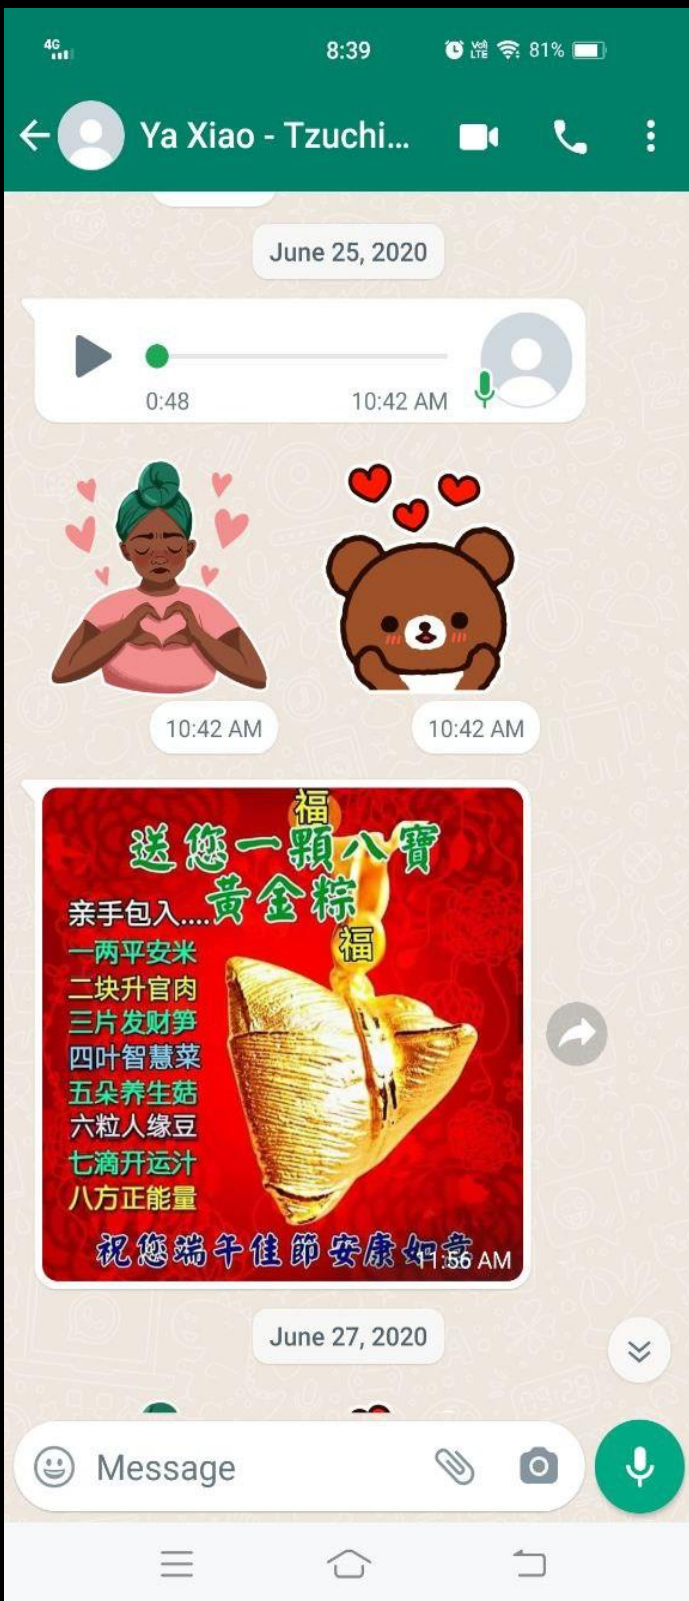 4G
8:39
Vo)
LTE
81%
Ya Xiao - Tzuchi...
June 25, 2020
0:48
10:42 AM
10:42 AM
10:42 AM
福
送您一顆八寶
黃金粽
亲手包入....
福
一两平安米
二块升官肉
三片发财笋
四叶智慧菜
五朵养生菇
六粒人缘豆
七滴开运汁
八方正能量
祝您端午佳節安康如意
11:56 AM
June 27, 2020
Message